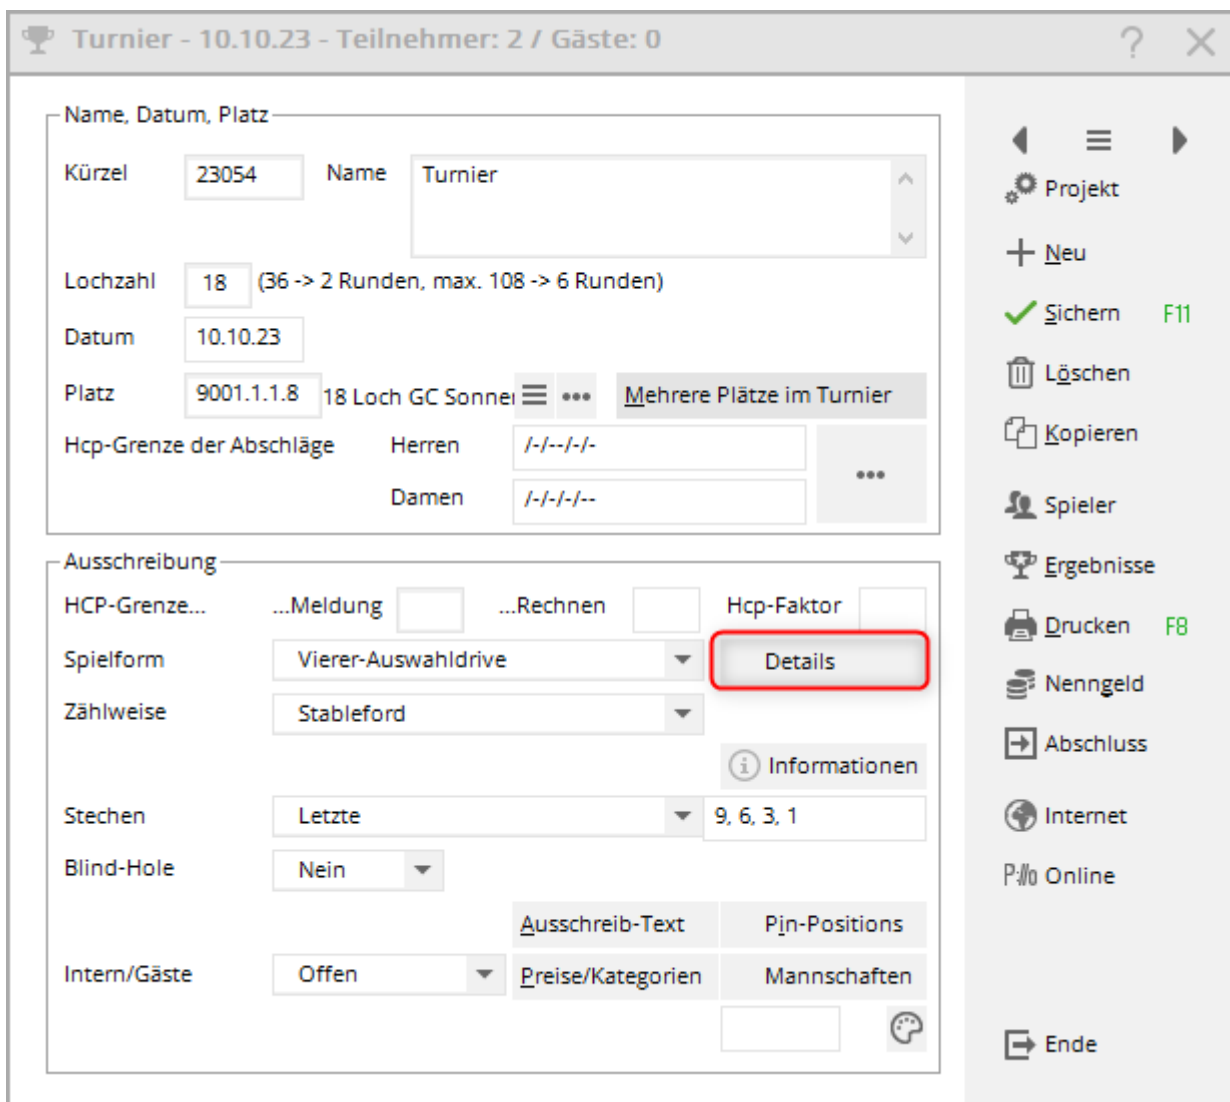 Turnier - 10.10.23 - Teilnehmer: 2 / Gäste: 0 ?
Name, Datum, Platz
Kürzel 23054 Name Turnier
Lochzahl 18 (36 -> 2 Runden, max. 108 -> 6 Runden)
Datum 10.10.23
Platz 9001.1.1.8 18 Loch GC Sonner Mehrere Plätze im Turnier
Hcp-Grenze der Abschläge Herren /-/--/-/-
Damen /-/-/-/--
Ausschreibung
HCP-Grenze... ...Meldung ...Rechnen Hcp-Faktor
Spielform Vierer-Auswahldrive Details
Zählweise Stableford
Informationen
Stechen Letzte 9, 6, 3, 1
Blind-Hole Nein
Ausschreib-Text Pin-Positions
Intern/Gäste Offen Preise/Kategorien Mannschaften
Projekt
Neu
Sichern F11
Löschen
Kopieren
Spieler
Ergebnisse
Drucken F8
Nenngeld
Abschluss
Internet
P:// Online
Ende